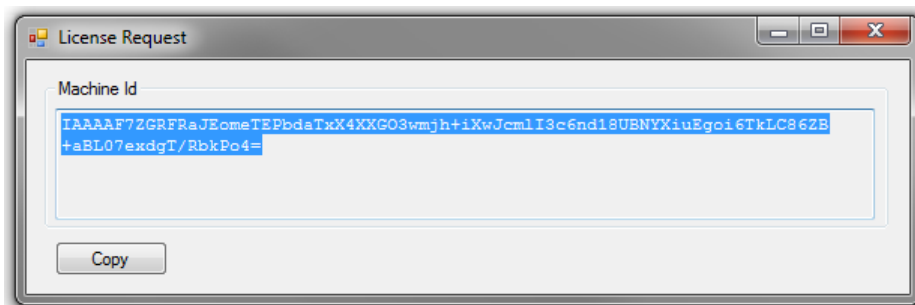 License Request
Machine Id
IAAAAF7ZGRFRaJEomeTEPbdaTxX4XXGO3wmjh+iXwJcmlI3c6nd18UBNYXiuEgoi6TkLC86ZB
+aBL07exdgT/RbkPo4=
Copy